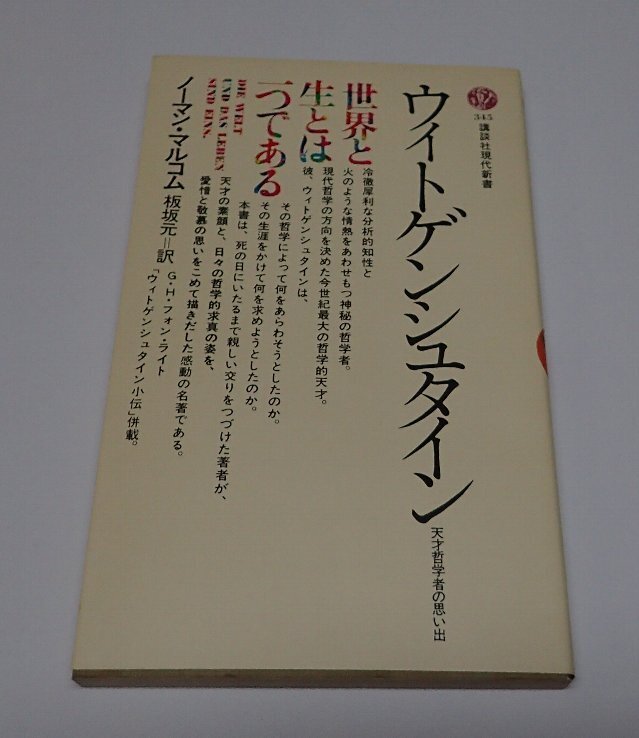 345
講談社現代新書
ウィトゲンシュタイン
天才哲学者の思い出
世界と
生とは
一つである
DIE WELT
UND DAS LEBEN
SIND EINS.
冷徹犀利な分析的知性と
火のような情熱をあわせもつ神秘の哲学者。
現代哲学の方向を決めた今世紀最大の哲学的天才。
彼、ウィトゲンシュタインは、
その哲学によって何をあらわそうとしたのか。
その生涯をかけて何を求めようとしたのか。
本書は、死の日にいたるまで親しい交りをつづけた著者が、
天才の素顔と、日々の哲学的求真の姿を、
愛惜と敬慕の思いをこめて描きだした感動の名著である。
G・H・フォン・ライト
「ウィトゲンシュタイン小伝」併載。
ノーマン・マルコム 板坂元=訳